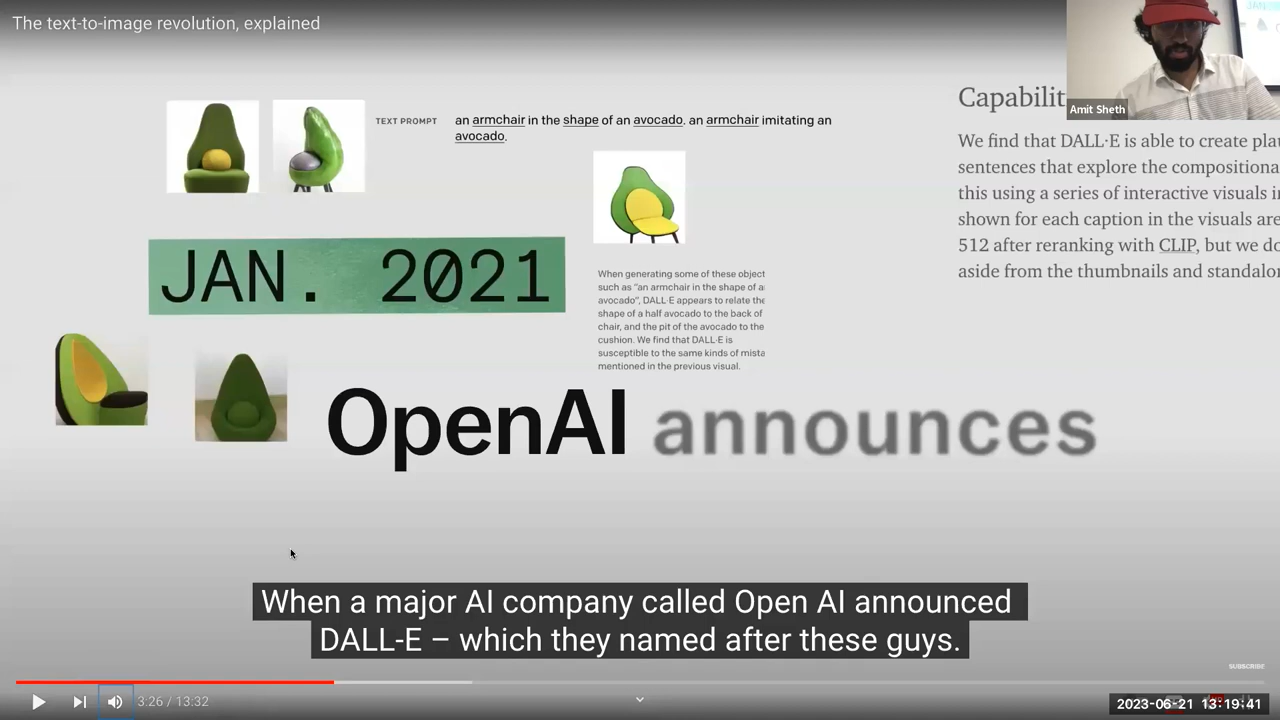 The text-to-image revolution, explained
Amit Sheth
TEXT PROMPT
an armchair in the shape of an avocado. an armchair imitating an
avocado.
We find that DALL·E is able to create
sentences that explore the
this using a series of interactive visuals
shown for each caption in the visuals are
512 after reranking with CLIP, but we
aside from the thumbnails and
JAN. 2021
When generating some of these object
such as “an armchair in the shape of
avocado”, DALL·E appears to relate the
shape of a half avocado to the back of
chair, and the pit of the avocado to the
cushion. We find that DALL·E is
susceptible to the same kinds of
mentioned in the previous visual.
OpenAI announces
When a major AI company called Open AI announced
DALL-E – which they named after these guys.
SUBSCRIBE
3:26 / 13:32
2023-06-21 13:19:41